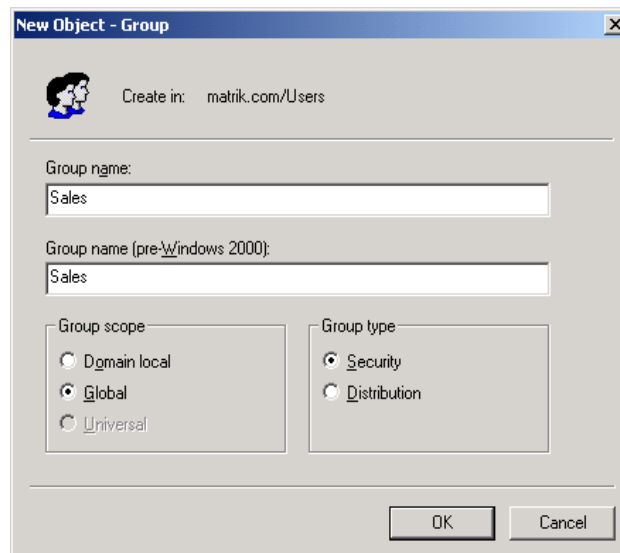 New Object - Group
Create in: matrik.com/Users
Group name:
Sales
Group name (pre-Windows 2000):
Sales
Group scope
Domain local
Global
Universal
Group type
Security
Distribution
OK Cancel